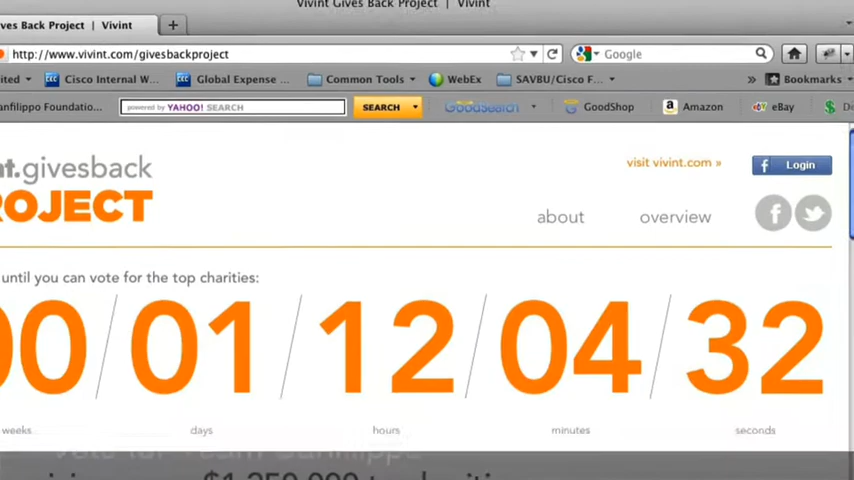 Vivint Gives Back Project | Vivint
ves Back Project | Vivint
http://www.vivint.com/givesbackproject
Google
ited
Cisco Internal W...
Global Expense ...
Common Tools
WebEx
SAVBU/Cisco F...
» Bookmarks
anfilippo Foundatio...
powered by YAHOO! SEARCH
SEARCH
GoodSearch
GoodShop
Amazon
eBay
nt.givesback
ROJECT
visit vivint.com »
f Login
about
overview
until you can vote for the top charities:
00 / 01 / 12 / 04 / 32
weeks
days
hours
minutes
seconds